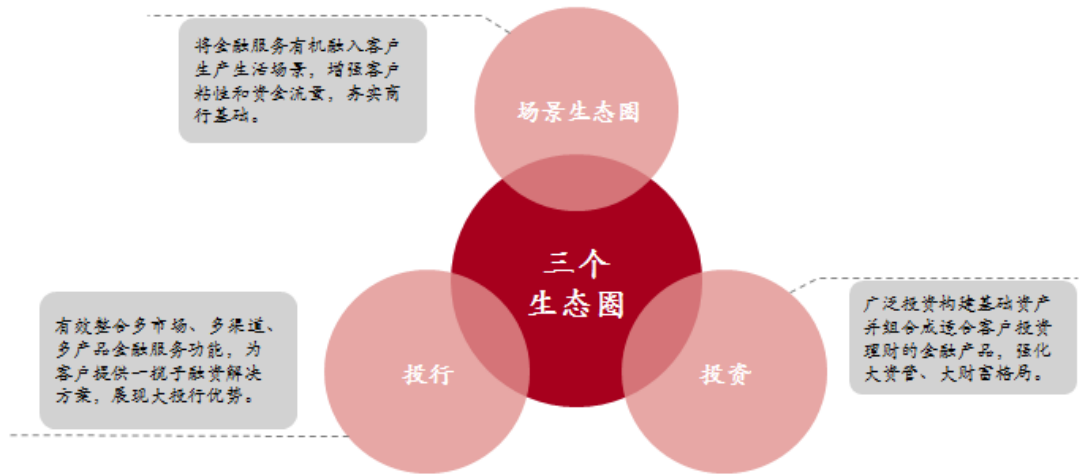 将金融服务有机融入客户
生产生活场景，增强客户
粘性和资金流量，夯实商
行基础。
场景生态圈
三个
生态圈
有效整合多市场、多渠道、
多产品金融服务功能，为
客户提供一揽子融资解决
方案，展现大投行优势。
投行
投资
广泛投资构建基础资产
并组合成适合客户投资
理财的金融产品，强化
大资管、大财富格局。